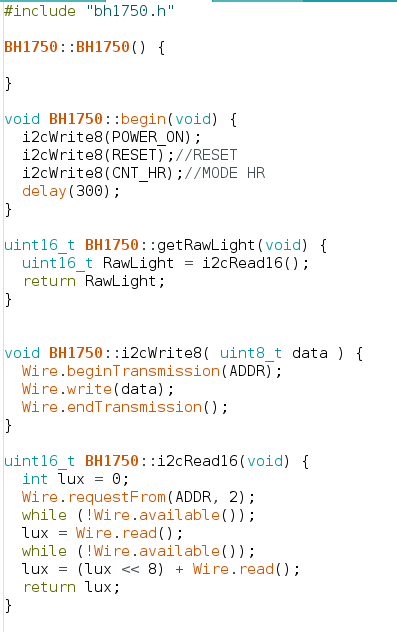 #include "bh1750.h"
BH1750::BH1750() {
}
void BH1750::begin(void) {
i2cWrite8(POWER_ON);
i2cWrite8(RESET);//RESET
i2cWrite8(CNT_HR);//MODE HR
delay(300);
}
uint16_t BH1750::getRawLight(void) {
uint16_t RawLight = i2cRead16();
return RawLight;
}
void BH1750::i2cWrite8( uint8_t data ) {
Wire.beginTransmission(ADDR);
Wire.write(data);
Wire.endTransmission();
}
uint16_t BH1750::i2cRead16(void) {
int lux = 0;
Wire.requestFrom(ADDR, 2);
while (!Wire.available());
lux = Wire.read();
while (!Wire.available());
lux = (lux << 8) + Wire.read();
return lux;
}